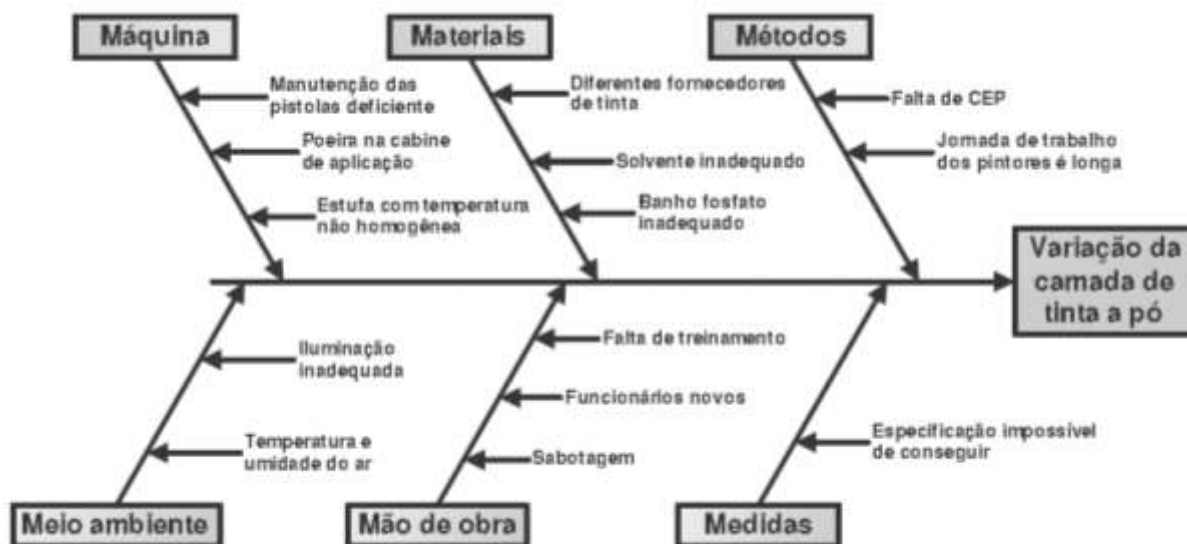 Máquina
Materiais
Métodos
Manutenção das
pistolas deficiente
Poeira na cabine
de aplicação
Estufa com temperatura
não homogênea
Diferentes fornecedores
de tinta
Solvente inadequado
Banho fosfato
inadequado
Falta de CEP
Jornada de trabalho
dos pintores é longa
Variação da
camada de
tinta a pó
Iluminação
inadequada
Temperatura e
umidade do ar
Falta de treinamento
Funcionários novos
Sabotagem
Especificação impossível
de conseguir
Meio ambiente
Mão de obra
Medidas